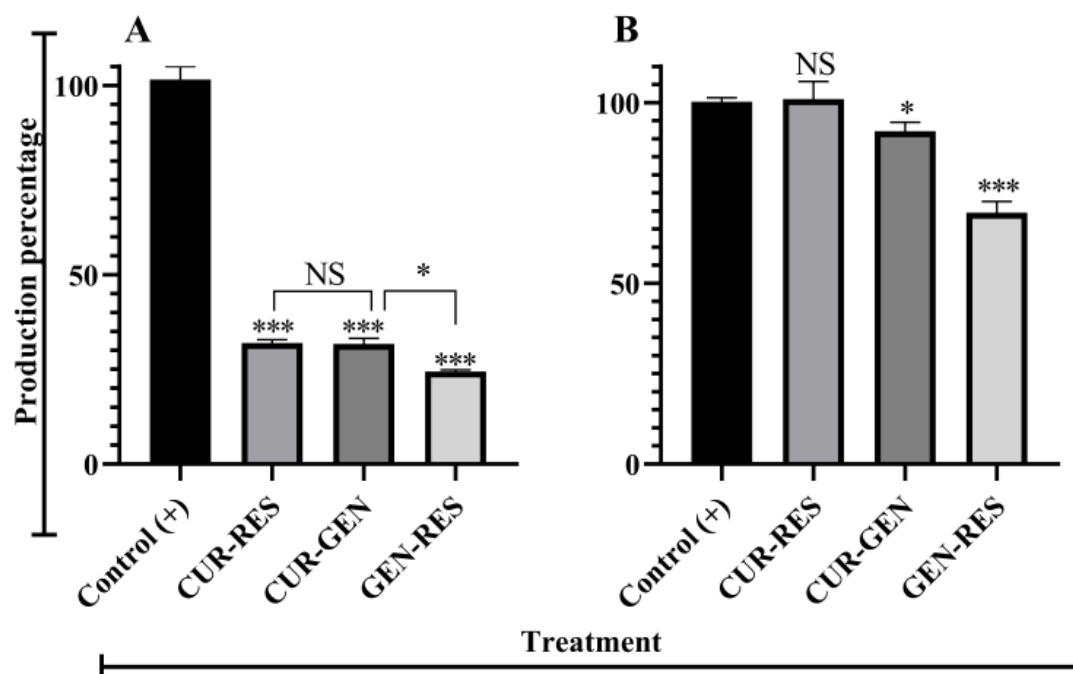 Production percentage
A
100
50
0
NS
*
***
***
***
Control (+)
CUR-RES
CUR-GEN
GEN-RES
B
100
50
0
NS
*
***
Control (+)
CUR-RES
CUR-GEN
GEN-RES
Treatment